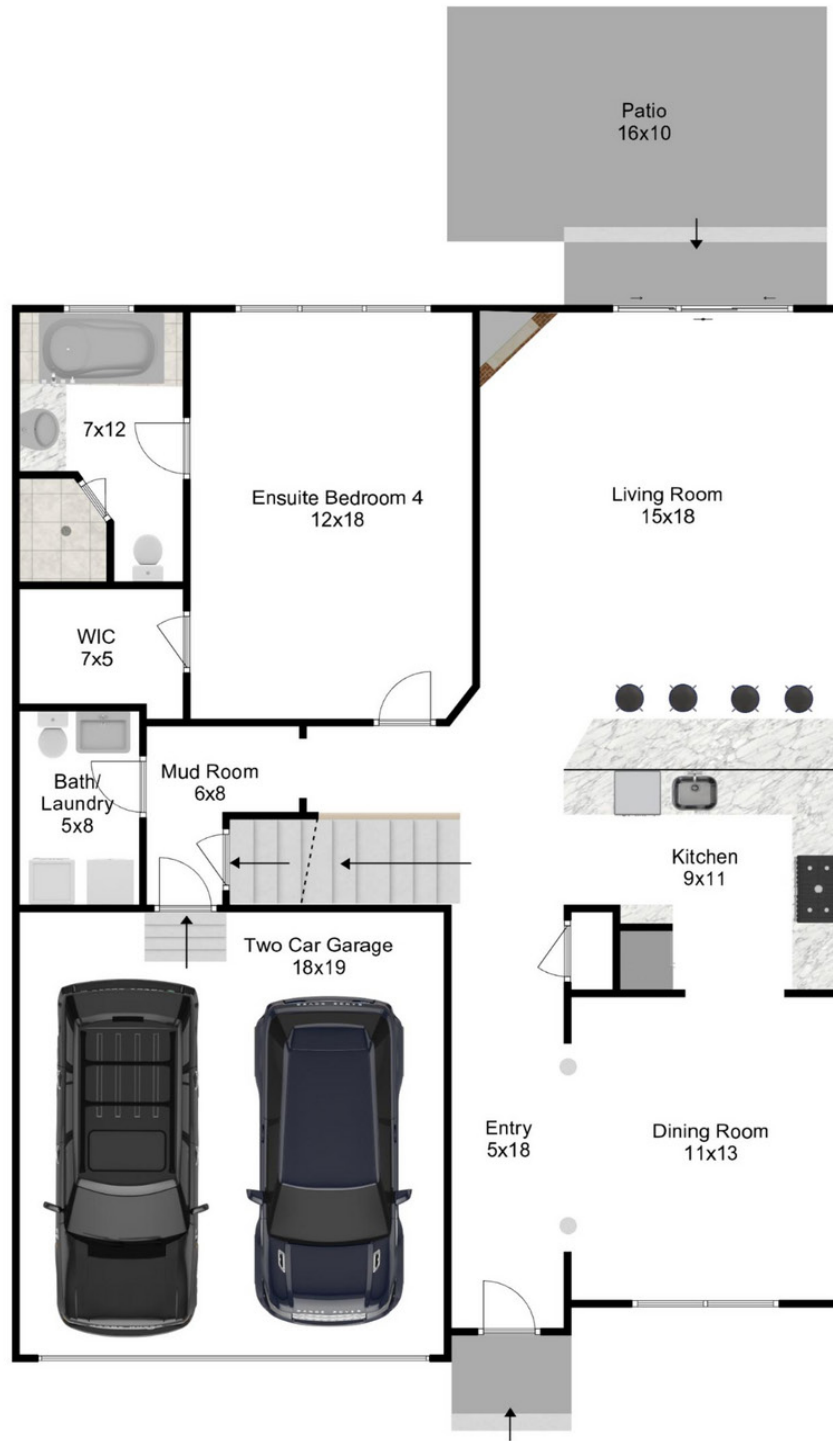 Patio
16x10
7x12
Ensuite Bedroom 4
12x18
Living Room
15x18
WIC
7x5
Bath/
Laundry
5x8
Mud Room
6x8
Kitchen
9x11
Two Car Garage
18x19
Entry
5x18
Dining Room
11x13